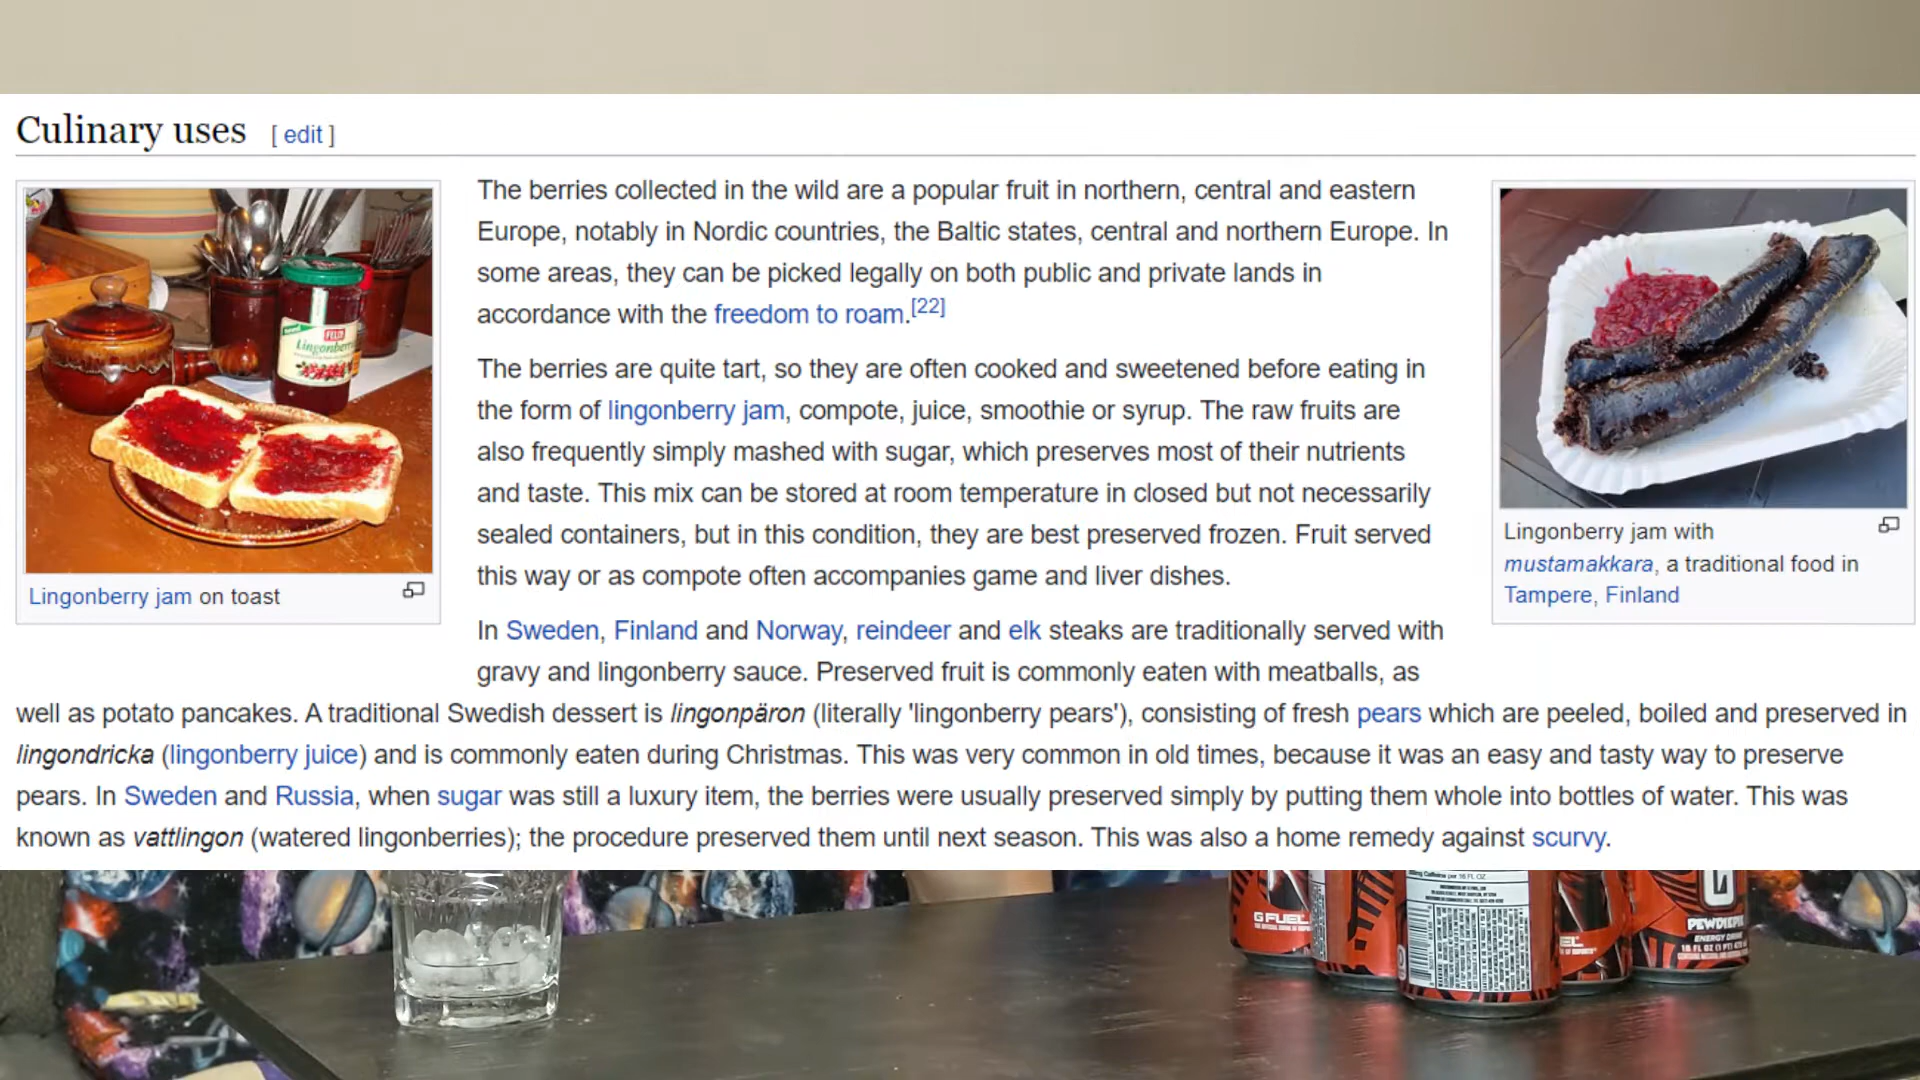 Culinary uses [ edit ]
The berries collected in the wild are a popular fruit in northern, central and eastern
Europe, notably in Nordic countries, the Baltic states, central and northern Europe. In
some areas, they can be picked legally on both public and private lands in
accordance with the freedom to roam.[22]
The berries are quite tart, so they are often cooked and sweetened before eating in
the form of lingonberry jam, compote, juice, smoothie or syrup. The raw fruits are
also frequently simply mashed with sugar, which preserves most of their nutrients
and taste. This mix can be stored at room temperature in closed but not necessarily
sealed containers, but in this condition, they are best preserved frozen. Fruit served
this way or as compote often accompanies game and liver dishes.
In Sweden, Finland and Norway, reindeer and elk steaks are traditionally served with
gravy and lingonberry sauce. Preserved fruit is commonly eaten with meatballs, as
well as potato pancakes. A traditional Swedish dessert is lingonpäron (literally 'lingonberry pears'), consisting of fresh pears which are peeled, boiled and preserved in
lingondricka (lingonberry juice) and is commonly eaten during Christmas. This was very common in old times, because it was an easy and tasty way to preserve
pears. In Sweden and Russia, when sugar was still a luxury item, the berries were usually preserved simply by putting them whole into bottles of water. This was
known as vattlingon (watered lingonberries); the procedure preserved them until next season. This was also a home remedy against scurvy.
FELIX
Lingonberry
Lingonberry jam on toast
Lingonberry jam with
mustamakkara, a traditional food in
Tampere, Finland
G FUEL
PEWDIEPIE
ENERGY DRINK
16 FL OZ (1 PT)